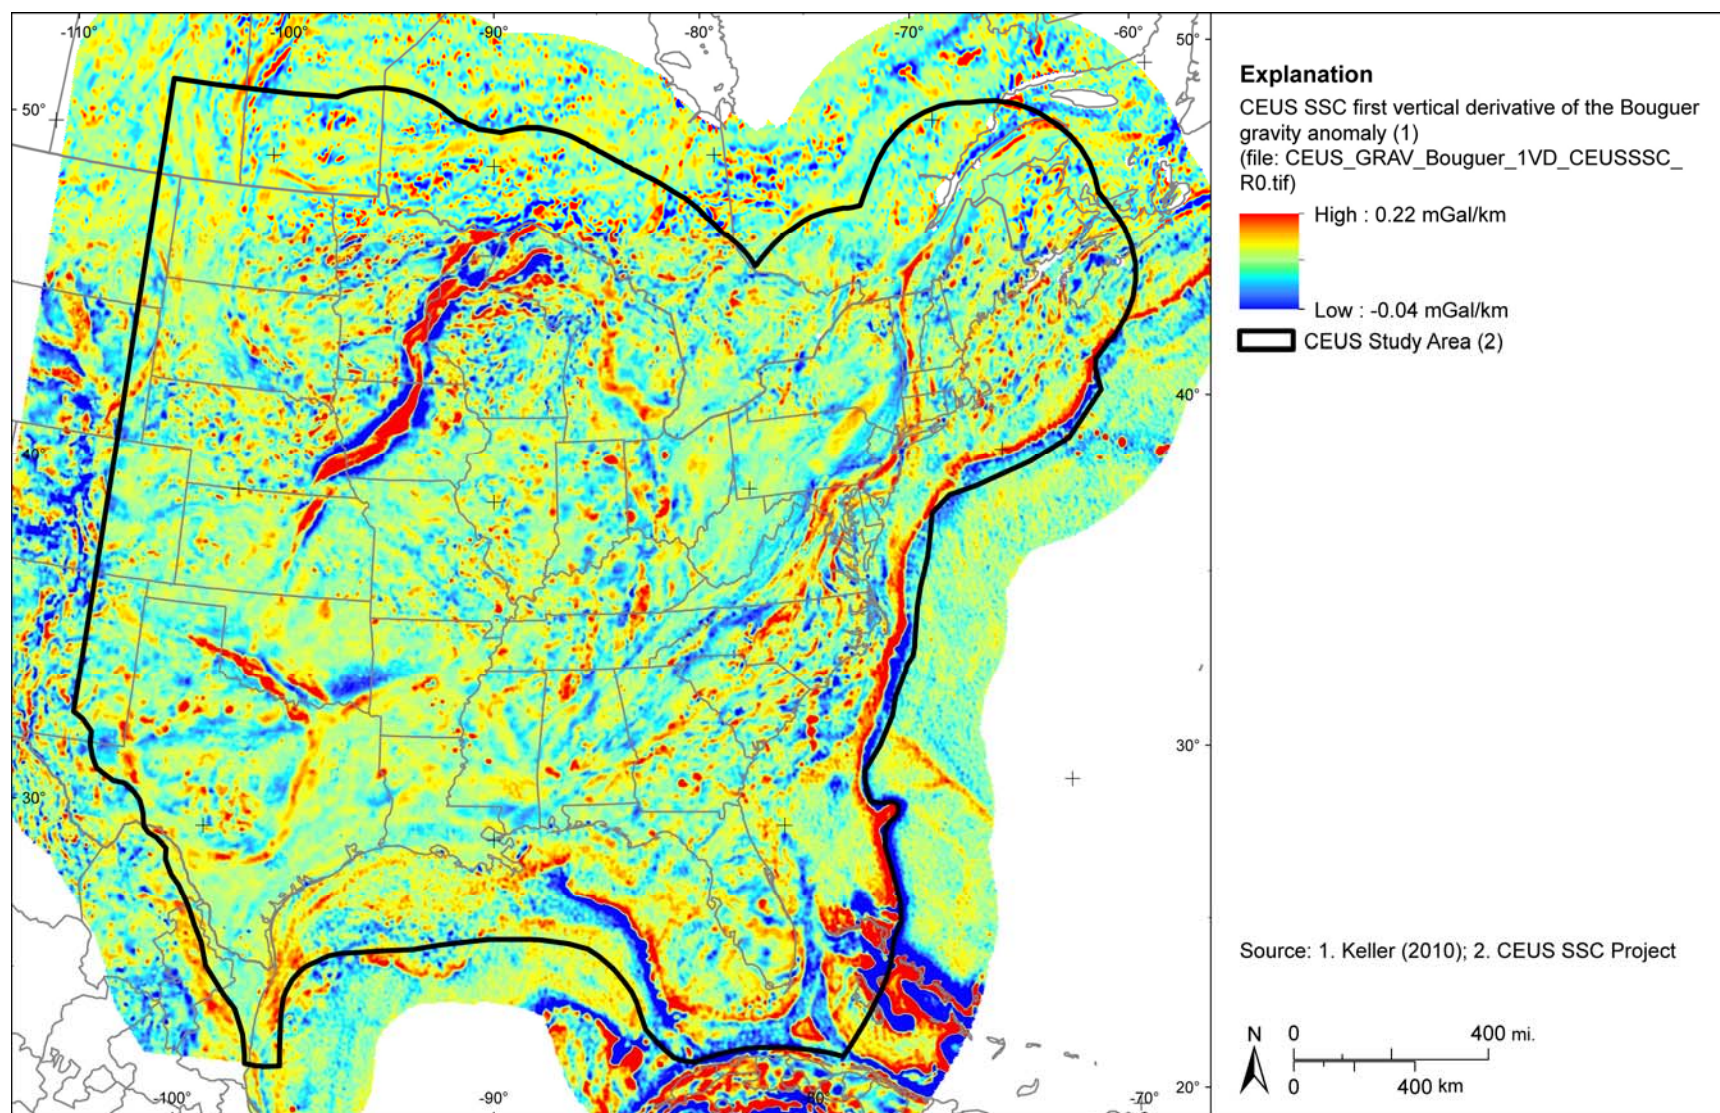 -110° -100° -90° -80° -70° -60°
50°
50°
40°
40°
30°
30°
20°
-100° -90° -80° -70°
Explanation
CEUS SSC first vertical derivative of the Bouguer
gravity anomaly (1)
(file: CEUS_GRAV_Bouguer_1VD_CEUSSSC_
R0.tif)
High : 0.22 mGal/km
Low : -0.04 mGal/km
CEUS Study Area (2)
Source: 1. Keller (2010); 2. CEUS SSC Project
N
0 400 mi.
0 400 km